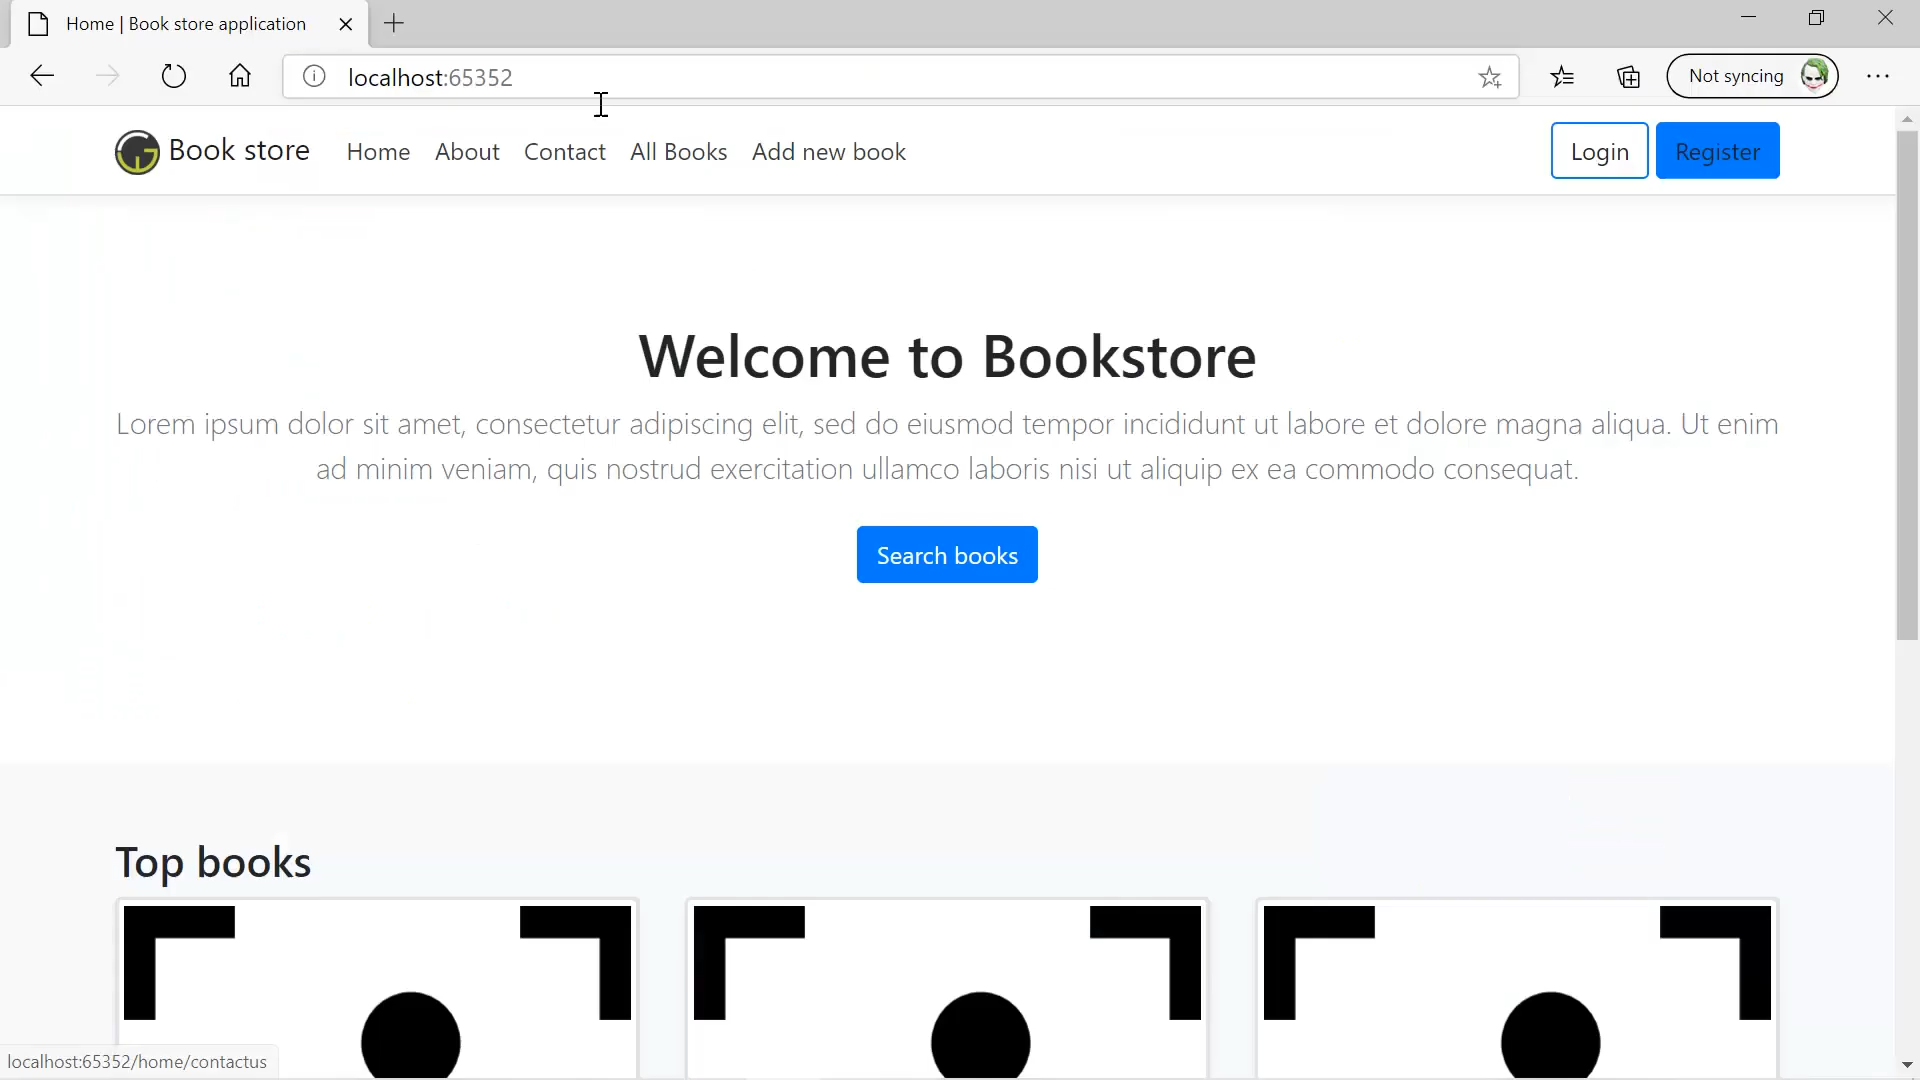 Home | Book store application
localhost:65352
Not syncing
Book store
Home
About
Contact
All Books
Add new book
Login
Register
Welcome to Bookstore
Lorem ipsum dolor sit amet, consectetur adipiscing elit, sed do eiusmod tempor incididunt ut labore et dolore magna aliqua. Ut enim
ad minim veniam, quis nostrud exercitation ullamco laboris nisi ut aliquip ex ea commodo consequat.
Search books
Top books
localhost:65352/home/contactus